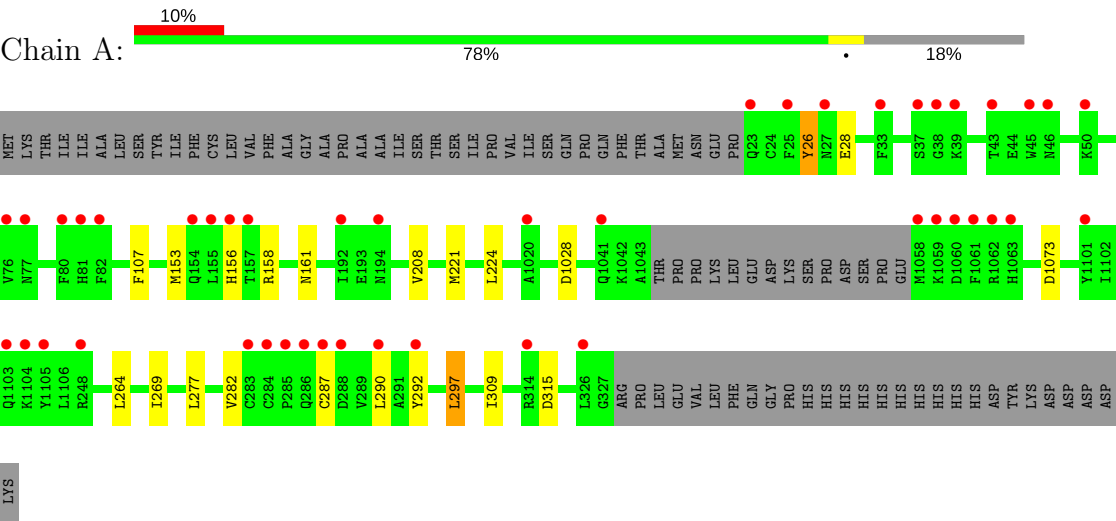 10%
Chain A:
78% • 18%
MET LYS THR ILE ILE ALA LEU SER TYR ILE PHE CYS LEU VAL PHE ALA GLY ALA PRO ALA ALA ILE SER THR SER ILE PRO VAL ILE SER GLN PRO GLN PHE THR ALA MET ASN GLU PRO Q23 C24 F25 Y26 N27 E28 F33 S37 G38 K39 T43 E44 W45 N46 K50
V76 N77 F80 H81 F82 F107 M153 Q154 L155 H156 T157 R158 N161 I192 E193 N194 V208 M221 L224 A1020 D1028 Q1041 K1042 A1043 THR PRO PRO LYS LEU GLU ASP LYS SER PRO ASP SER PRO GLU M1058 K1059 D1060 F1061 R1062 H1063 D1073 Y1101 I1102
Q1103 K1104 Y1105 L1106 R248 L264 I269 L277 V282 C283 C284 P285 Q286 C287 D288 V289 L290 A291 Y292 L297 I309 R314 D315 L326 G327 ARG PRO LEU GLU VAL LEU PHE GLN GLY PRO HIS HIS HIS HIS HIS HIS HIS HIS HIS HIS ASP TYR LYS ASP ASP ASP ASP
LYS